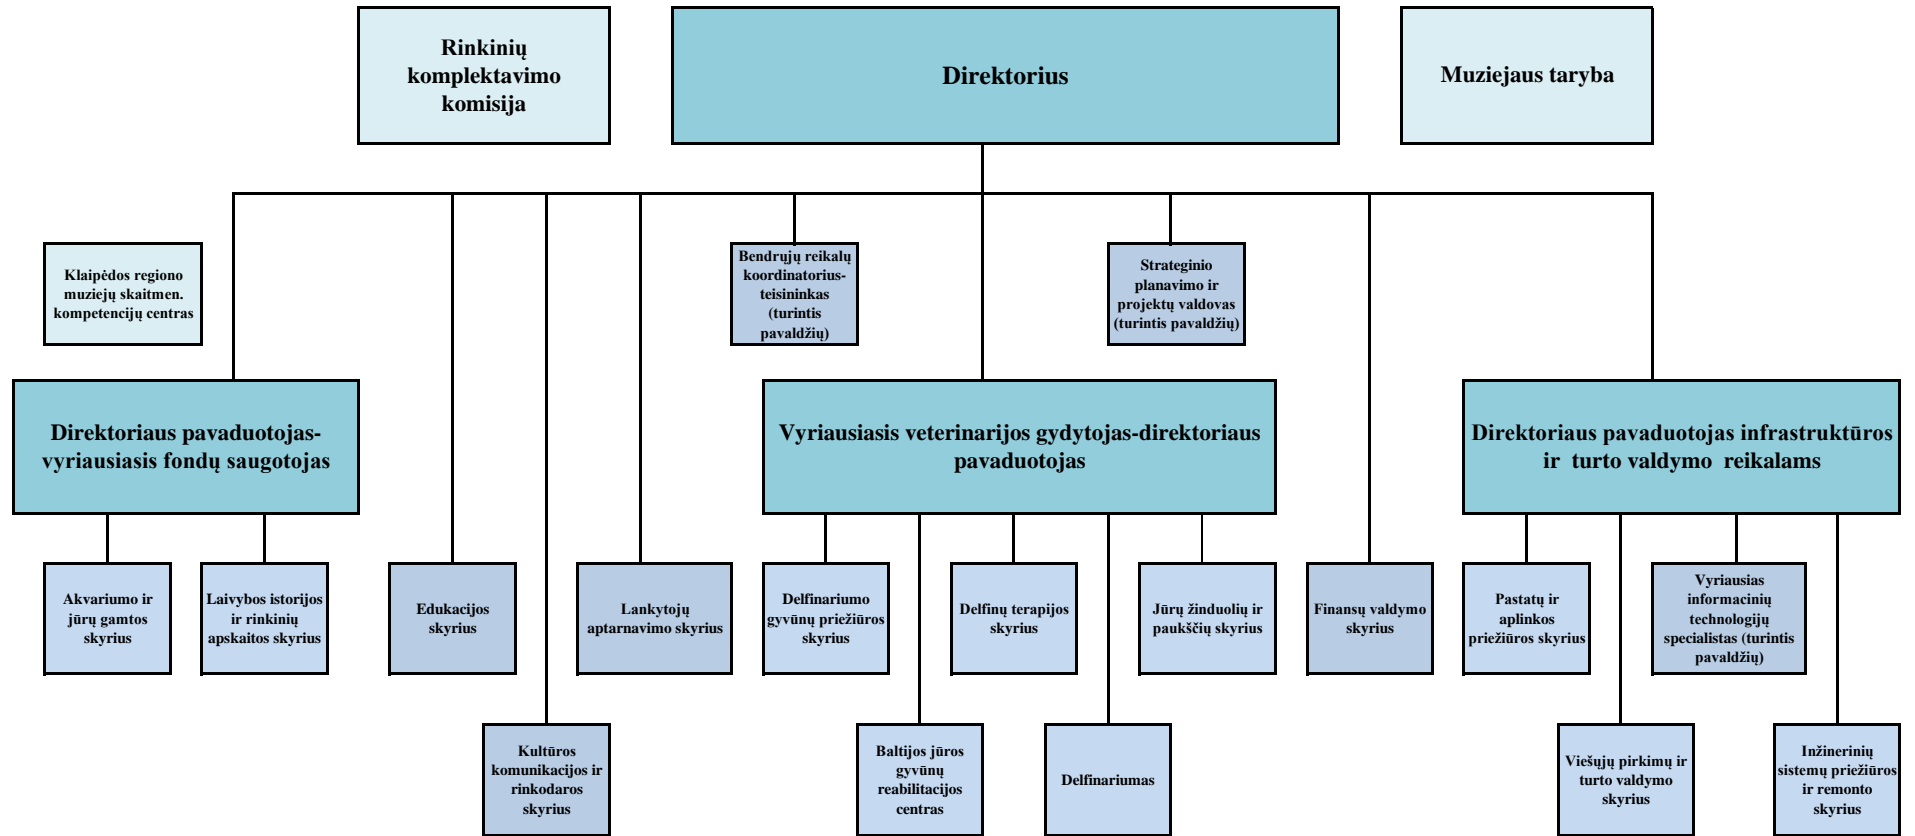 Rinkinių
komplektavimo
komisija
Direktorius
Muziejaus taryba
Klaipėdos regiono
muziejų skaitmen.
kompetencijų centras
Bendrųjų reikalų
koordinatorius-
teisininkas
(turintis
pavaldžių)
Strateginio
planavimo ir
projektų valdovas
(turintis pavaldžių)
Direktoriaus pavaduotojas-
vyriausiasis fondų saugotojas
Vyriausiasis veterinarijos gydytojas-direktoriaus
pavaduotojas
Direktoriaus pavaduotojas infrastruktūros
ir turto valdymo reikalams
Akvariumo ir
jūrų gamtos
skyrius
Laivybos istorijos
ir rinkinių
apskaitos skyrius
Edukacijos
skyrius
Lankytojų
aptarnavimo skyrius
Delfinariumo
gyvūnų priežiūros
skyrius
Delfinų terapijos
skyrius
Jūrų žinduolių ir
paukščių skyrius
Finansų valdymo
skyrius
Pastatų ir
aplinkos
priežiūros skyrius
Vyriausias
informacinių
technologijų
specialistas (turintis
pavaldžių)
Kultūros
komunikacijos ir
rinkodaros
skyrius
Baltijos jūros
gyvūnų
reabilitacijos
centras
Delfinariumas
Viešųjų pirkimų ir
turto valdymo
skyrius
Inžinerinių
sistemų priežiūros
ir remonto
skyrius